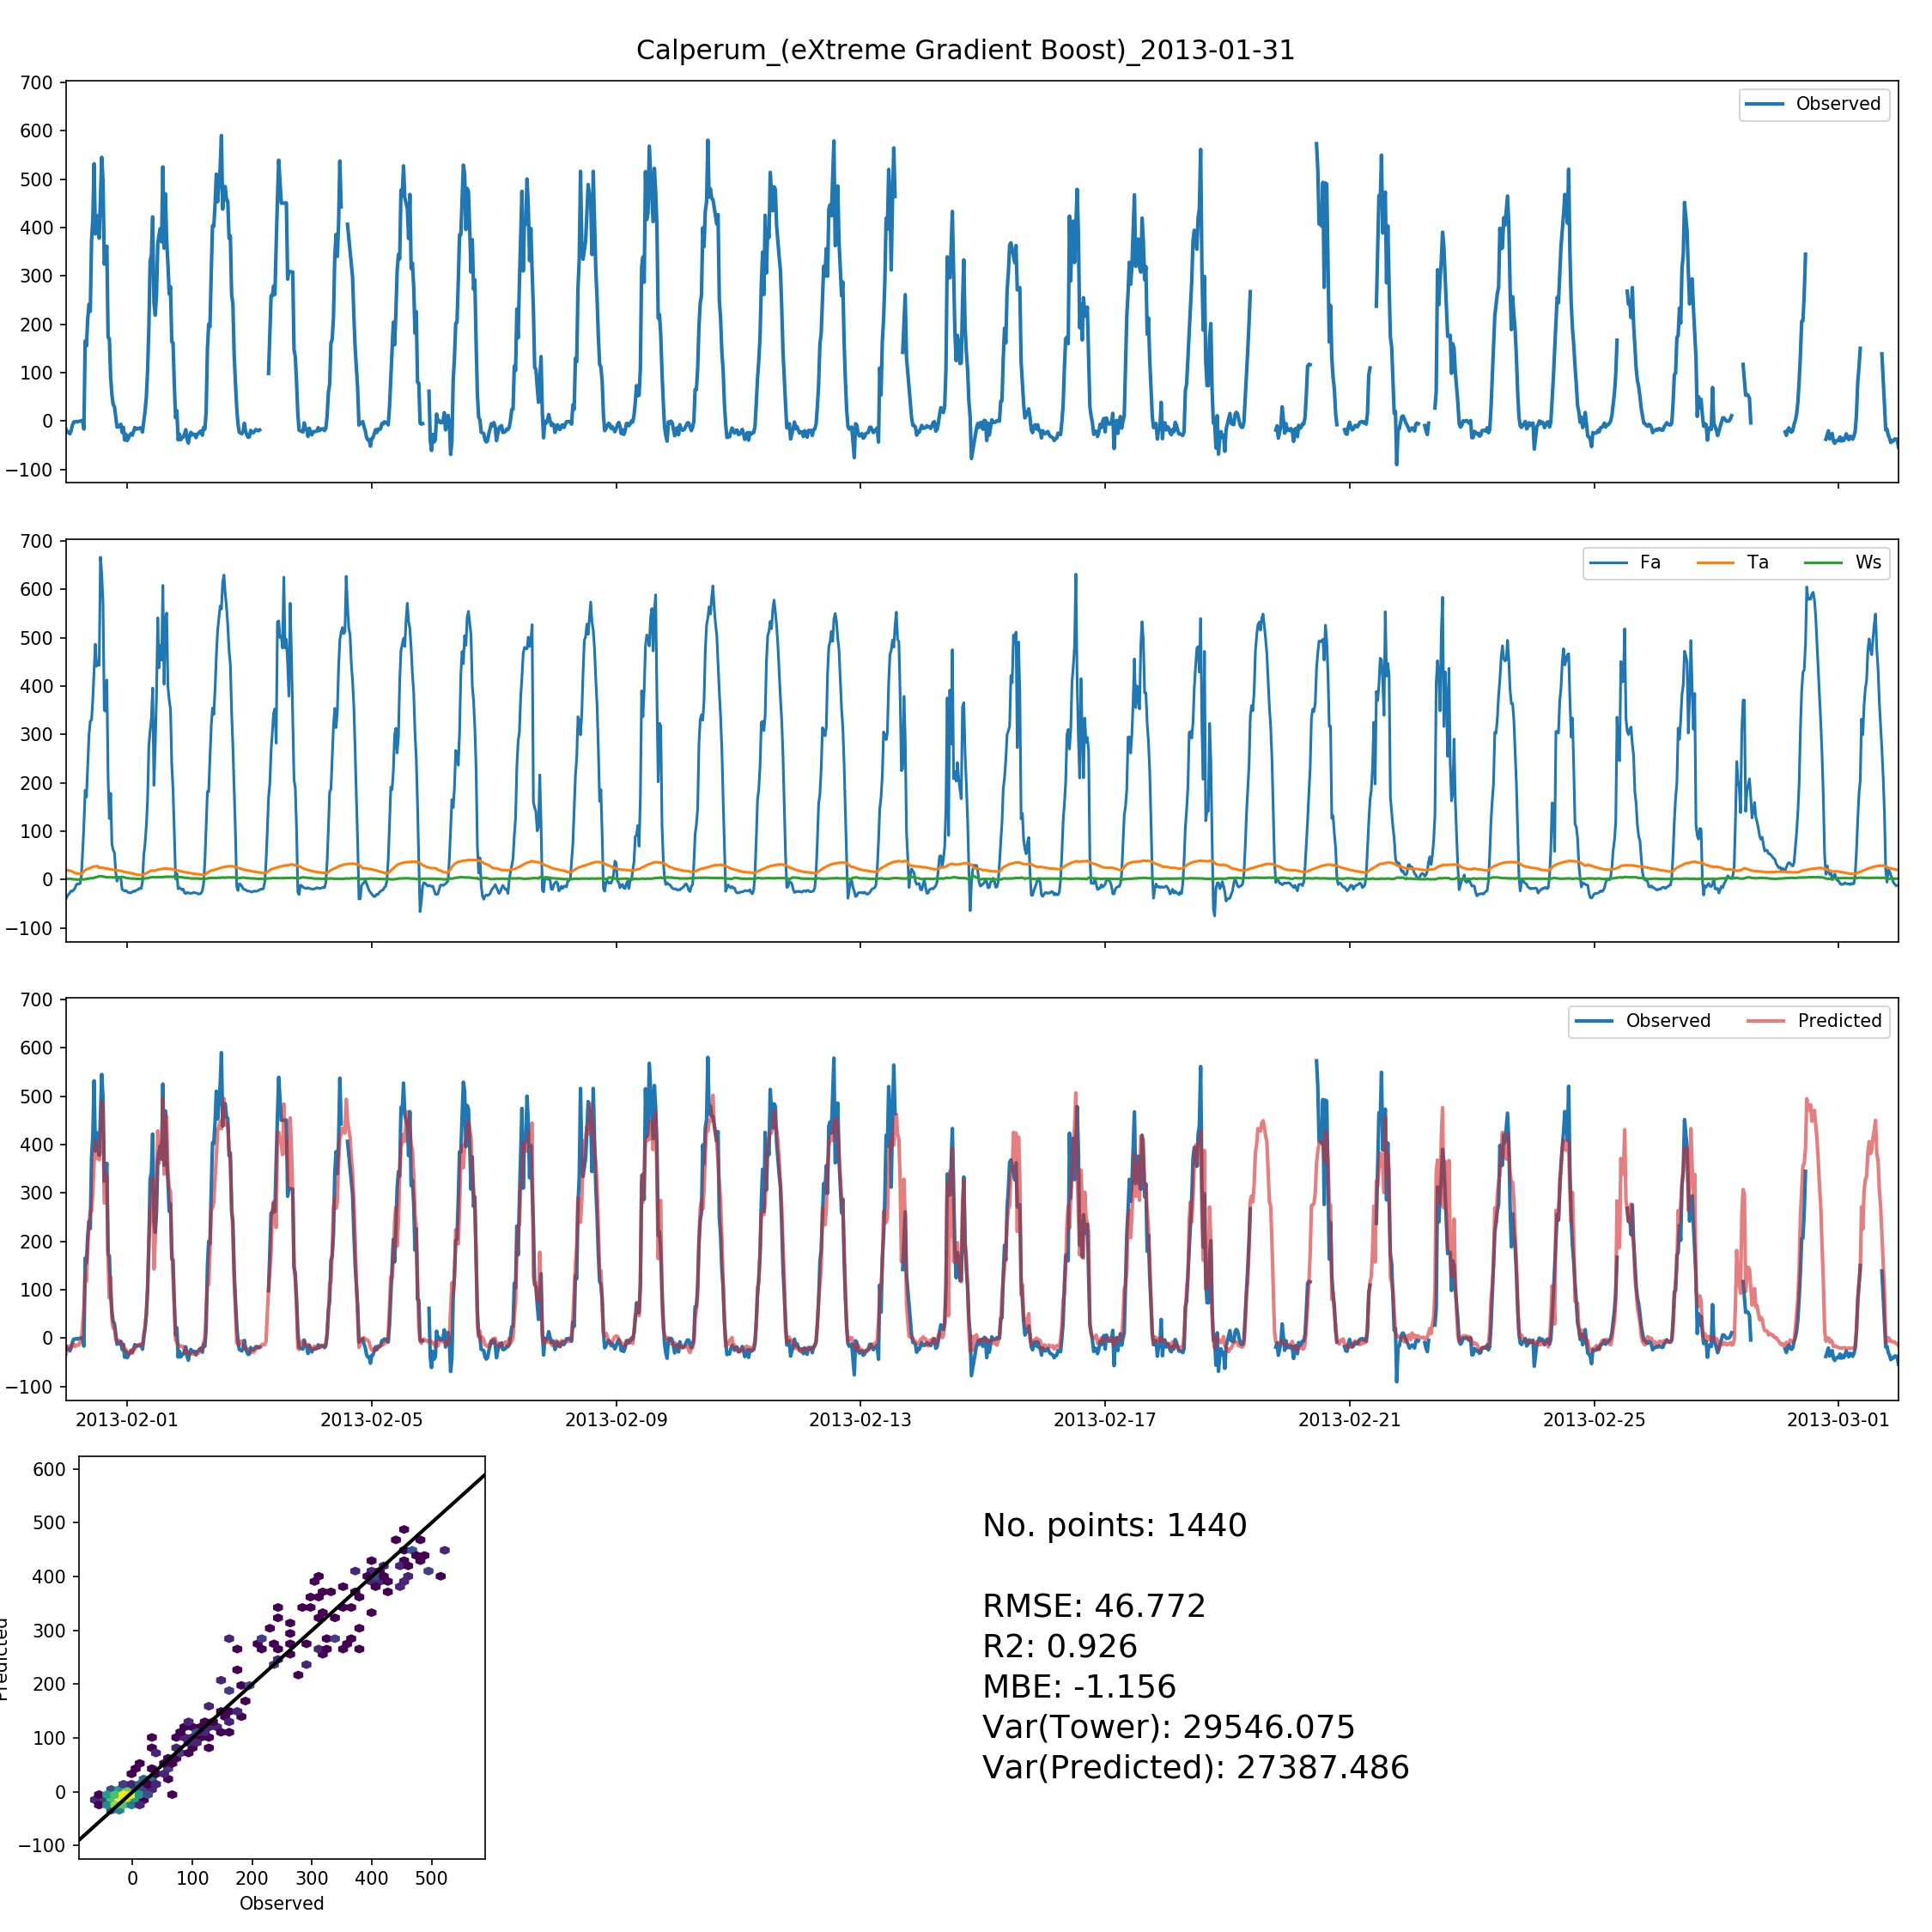 Calperum_(eXtreme Gradient Boost)_2013-01-31
700
600
500
400
300
200
100
0
−100
Observed
700
600
500
400
300
200
100
0
−100
Fa Ta Ws
700
600
500
400
300
200
100
0
−100
Observed Predicted
2013-02-01 2013-02-05 2013-02-09 2013-02-13 2013-02-17 2013-02-21 2013-02-25 2013-03-01
600
500
400
300
200
100
0
−100
Predicted
0 100 200 300 400 500
Observed
No. points: 1440
RMSE: 46.772
R2: 0.926
MBE: -1.156
Var(Tower): 29546.075
Var(Predicted): 27387.486